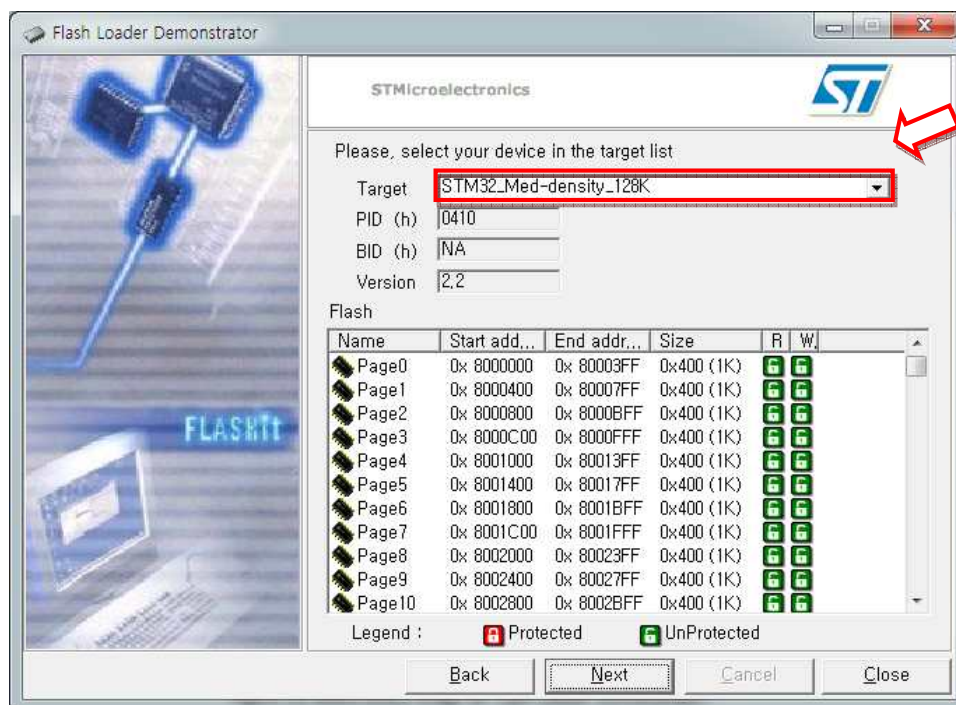 Flash Loader Demonstrator
STMicroelectronics
ST
Please, select your device in the target list
Target STM32_Med-density_128K
PID (h) 0410
BID (h) NA
Version 2,2
Flash
Name Start add,,, End addr,,, Size R W,
Page0 0x 8000000 0x 80003FF 0x400 (1K)
Page1 0x 8000400 0x 80007FF 0x400 (1K)
Page2 0x 8000800 0x 8000BFF 0x400 (1K)
Page3 0x 8000C00 0x 8000FFF 0x400 (1K)
Page4 0x 8001000 0x 80013FF 0x400 (1K)
Page5 0x 8001400 0x 80017FF 0x400 (1K)
Page6 0x 8001800 0x 8001BFF 0x400 (1K)
Page7 0x 8001C00 0x 8001FFF 0x400 (1K)
Page8 0x 8002000 0x 80023FF 0x400 (1K)
Page9 0x 8002400 0x 80027FF 0x400 (1K)
Page10 0x 8002800 0x 8002BFF 0x400 (1K)
Legend : Protected UnProtected
FLASHit
Back Next Cancel Close